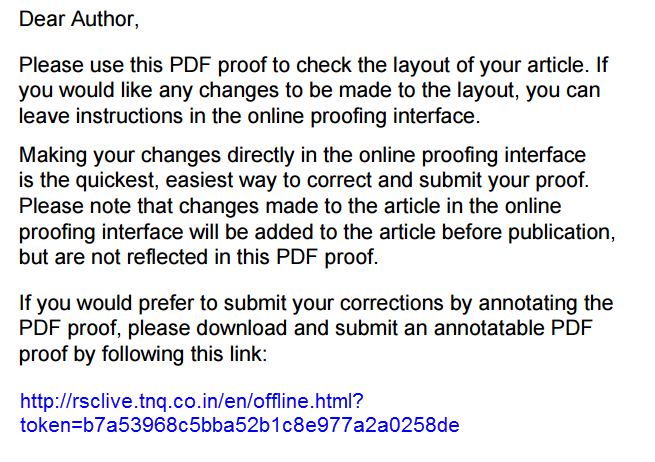 Dear Author,
Please use this PDF proof to check the layout of your article. If
you would like any changes to be made to the layout, you can
leave instructions in the online proofing interface.
Making your changes directly in the online proofing interface
is the quickest, easiest way to correct and submit your proof.
Please note that changes made to the article in the online
proofing interface will be added to the article before publication,
but are not reflected in this PDF proof.
If you would prefer to submit your corrections by annotating the
PDF proof, please download and submit an annotatable PDF
proof by following this link:
http://rsclive.tnq.co.in/en/offline.html?
token=b7a53968c5bba52b1c8e977a2a0258de